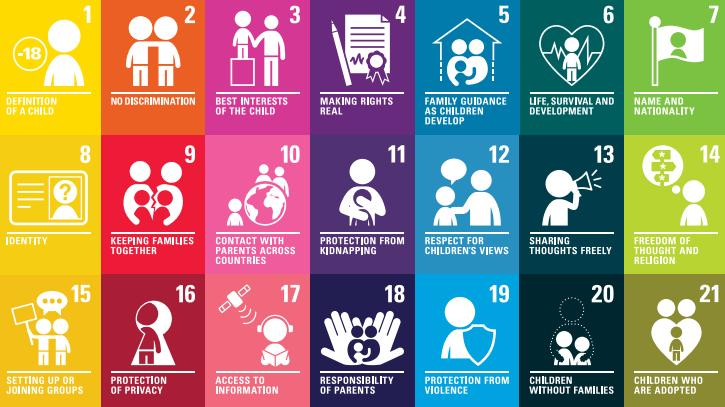 1
-18
DEFINITION
OF A CHILD
2
NO DISCRIMINATION
3
BEST INTERESTS
OF THE CHILD
4
MAKING RIGHTS
REAL
5
FAMILY GUIDANCE
AS CHILDREN
DEVELOP
6
LIFE, SURVIVAL AND
DEVELOPMENT
7
NAME AND
NATIONALITY
8
?
IDENTITY
9
KEEPING FAMILIES
TOGETHER
10
CONTACT WITH
PARENTS ACROSS
COUNTRIES
11
PROTECTION FROM
KIDNAPPING
12
RESPECT FOR
CHILDREN'S VIEWS
13
SHARING
THOUGHTS FREELY
14
FREEDOM OF
THOUGHT AND
RELIGION
15
SETTING UP OR
JOINING GROUPS
16
PROTECTION
OF PRIVACY
17
ACCESS TO
INFORMATION
18
RESPONSIBILITY
OF PARENTS
19
PROTECTION FROM
VIOLENCE
20
CHILDREN
WITHOUT FAMILIES
21
CHILDREN WHO
ARE ADOPTED